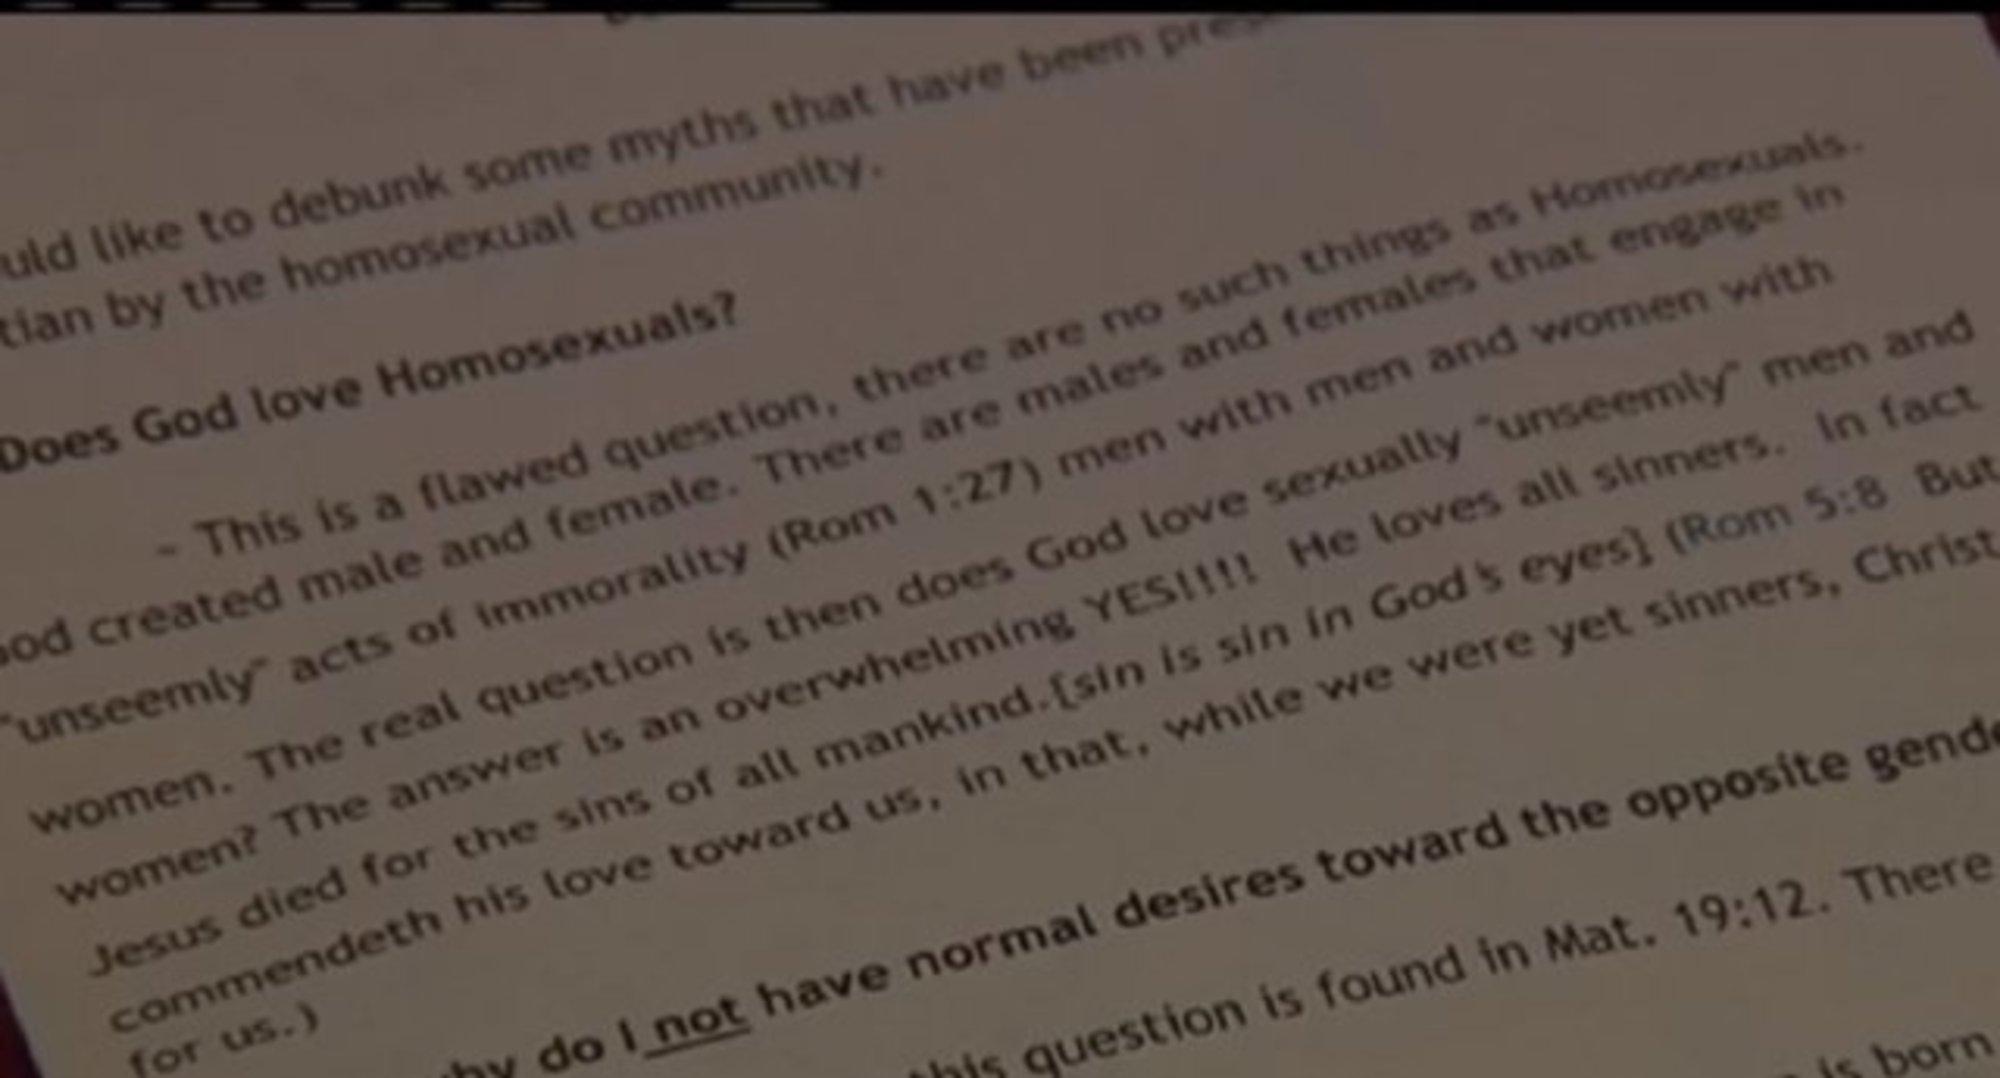 uld like to debunk some myths that have been
tian by the homosexual community.
Does God love Homosexuals?
- This is a flawed question, there are no such things as Homosexuals.
od created male and female. There are males and females that engage in
"unseemly" acts of immorality (Rom 1:27) men with men and women with
women. The real question is then does God love sexually "unseemly" men and
women? The answer is an overwhelming YES!!!! He loves all sinners. In fact
Jesus died for the sins of all mankind.[sin is sin in God's eyes] (Rom 5:8 But
commendeth his love toward us, in that, while we were yet sinners, Christ
for us.)
hy do I not have normal desires toward the opposite gende
this question is found in Mat. 19:12. There
is born